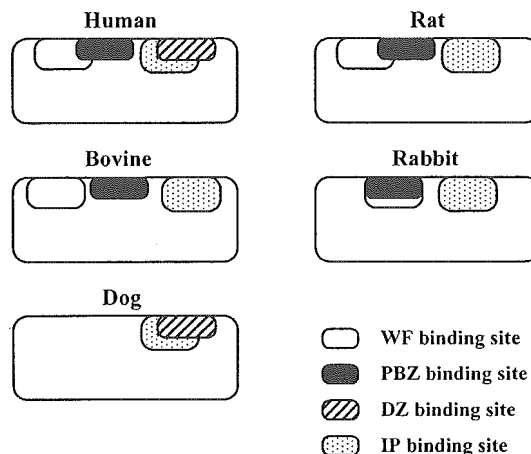 Human
Rat
Bovine
Rabbit
Dog
WF binding site
PBZ binding site
DZ binding site
IP binding site